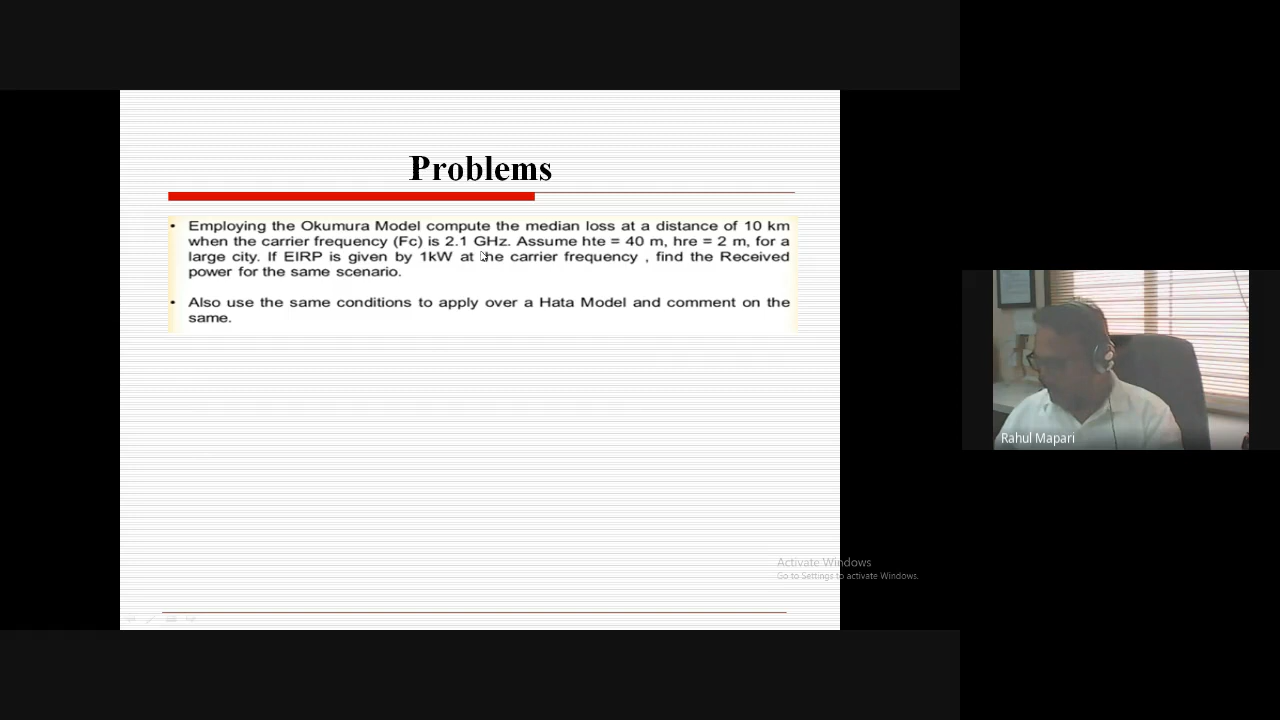 Problems
• Employing the Okumura Model compute the median loss at a distance of 10 km
when the carrier frequency (Fc) is 2.1 GHz. Assume hte = 40 m, hre = 2 m, for a
large city. If EIRP is given by 1kW at the carrier frequency , find the Received
power for the same scenario.
• Also use the same conditions to apply over a Hata Model and comment on the
same.
Rahul Mapari
Activate Windows
Go to Settings to activate Windows.